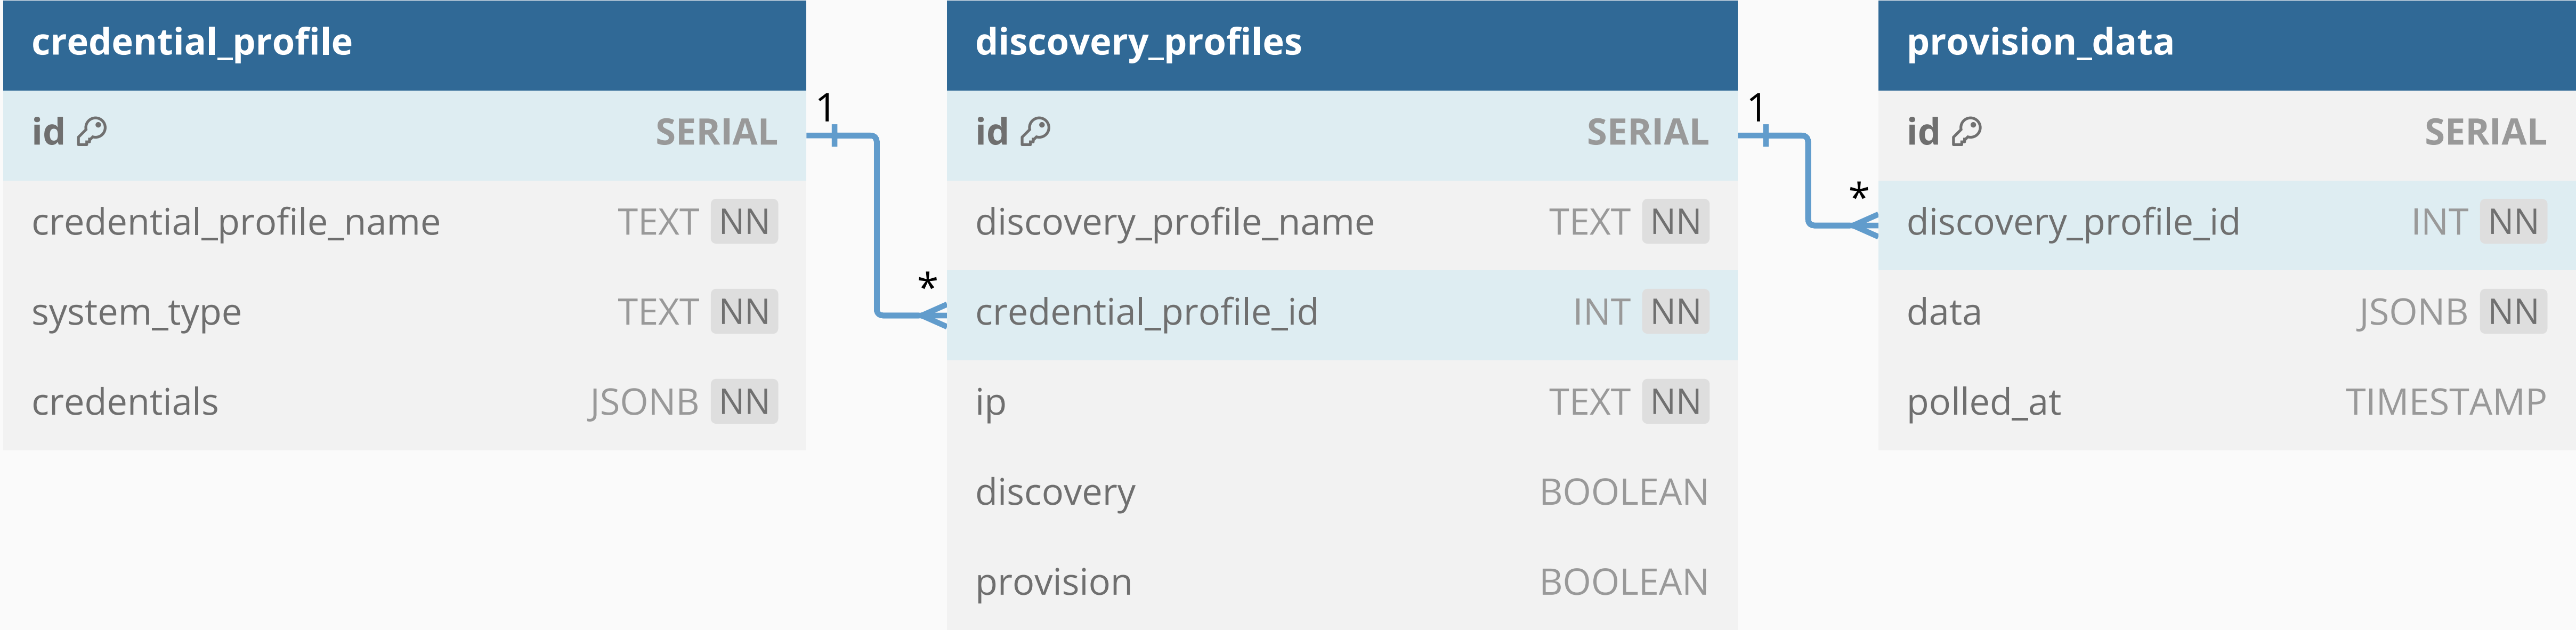 credential_profile
id SERIAL
credential_profile_name TEXT NN
system_type TEXT NN
credentials JSONB NN
1
*
discovery_profiles
id SERIAL
discovery_profile_name TEXT NN
credential_profile_id INT NN
ip TEXT NN
discovery BOOLEAN
provision BOOLEAN
1
*
provision_data
id SERIAL
discovery_profile_id INT NN
data JSONB NN
polled_at TIMESTAMP